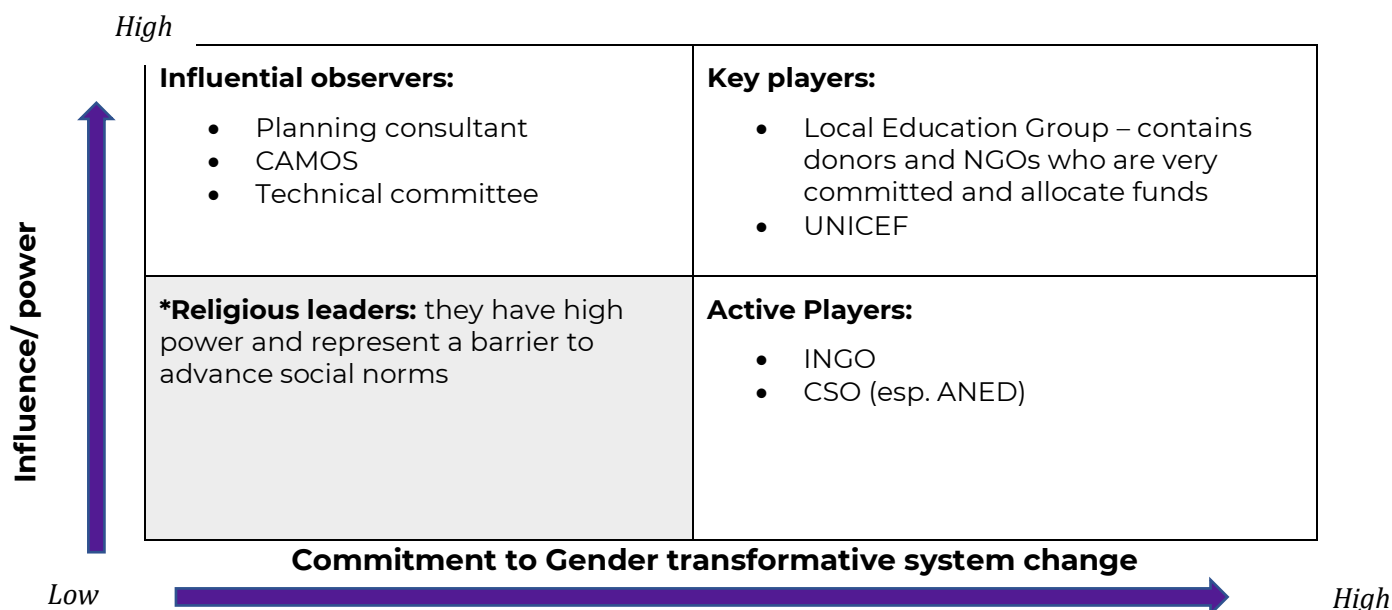 High
Influential observers:
• Planning consultant
• CAMOS
• Technical committee
Key players:
• Local Education Group – contains
donors and NGOs who are very
committed and allocate funds
• UNICEF
Influence/ power
*Religious leaders: they have high
power and represent a barrier to
advance social norms
Active Players:
• INGO
• CSO (esp. ANED)
Commitment to Gender transformative system change
Low
High